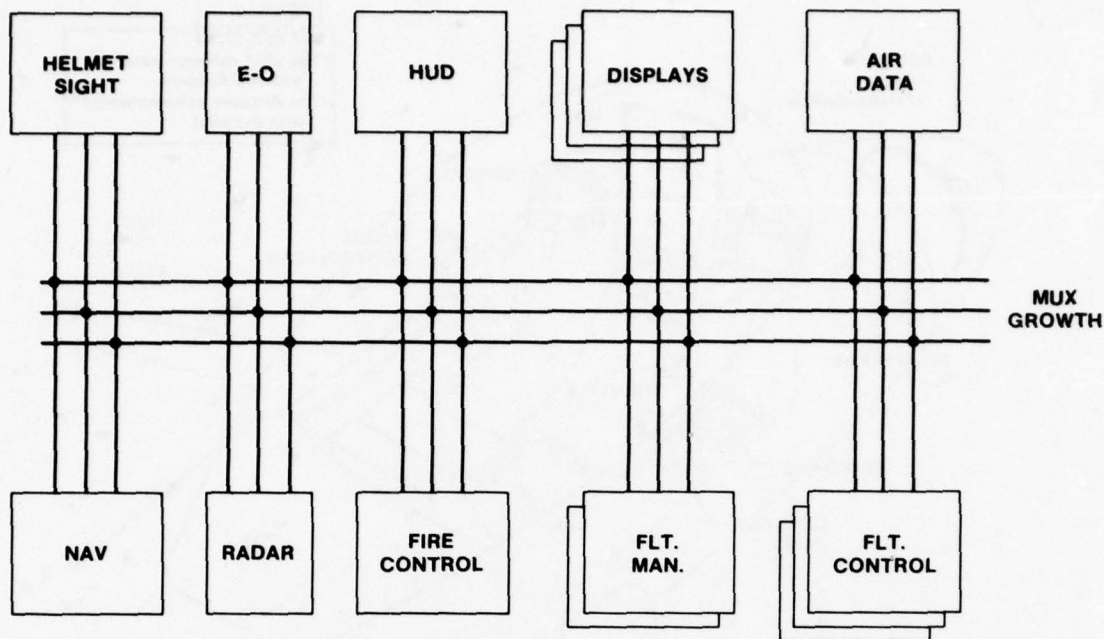 HELMET
SIGHT
E-O
HUD
DISPLAYS
AIR
DATA
MUX
GROWTH
NAV
RADAR
FIRE
CONTROL
FLT.
MAN.
FLT.
CONTROL